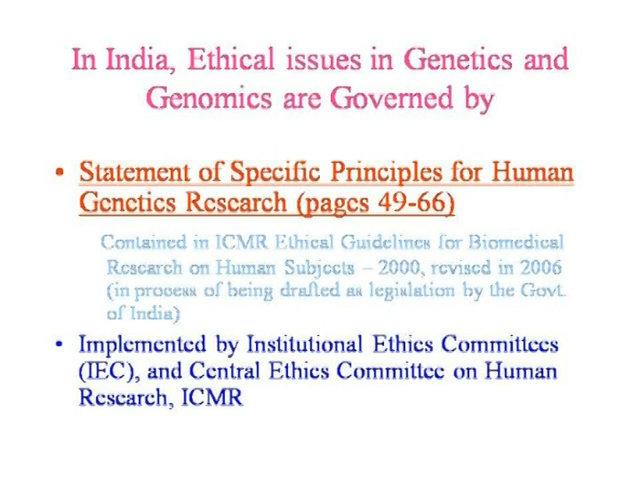 In India, Ethical issues in Genetics and
Genomics are Governed by
• Statement of Specific Principles for Human
Genetics Research (pages 49-66)
Contained in ICMR Ethical Guidelines for Biomedical
Research on Human Subjects – 2000, revised in 2006
(in process of being drafted as legislation by the Govt.
of India)
• Implemented by Institutional Ethics Committees
(IEC), and Central Ethics Committee on Human
Research, ICMR